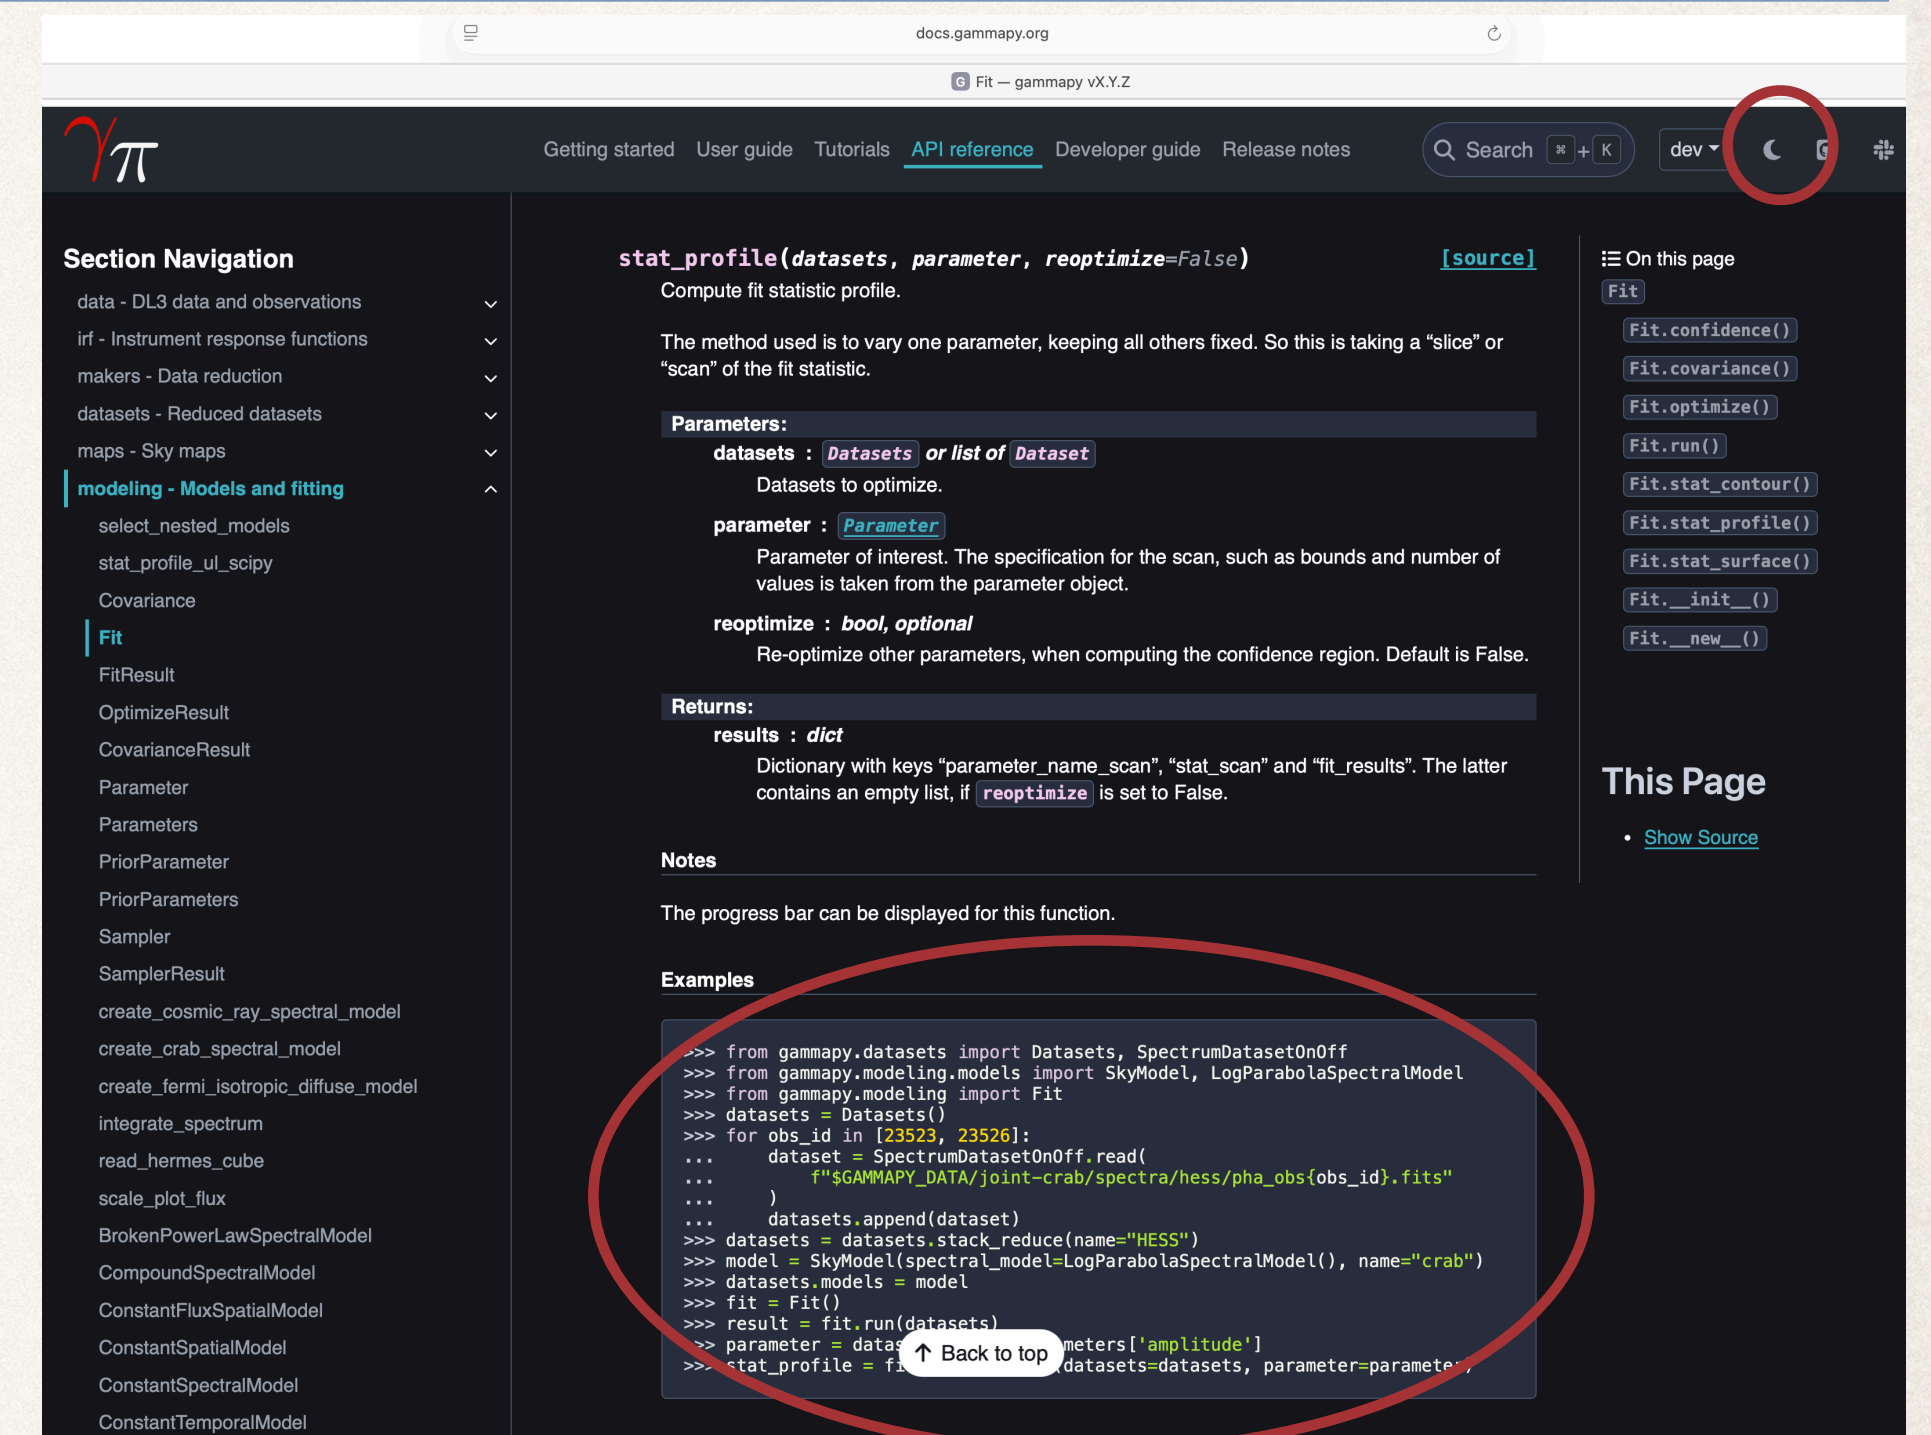 docs.gammapy.org
G Fit — gammapy vX.Y.Z
γπ
Getting started User guide Tutorials API reference Developer guide Release notes Search ⌘ + K dev
Section Navigation
data - DL3 data and observations
irf - Instrument response functions
makers - Data reduction
datasets - Reduced datasets
maps - Sky maps
modeling - Models and fitting
select_nested_models
stat_profile_ul_scipy
Covariance
Fit
FitResult
OptimizeResult
CovarianceResult
Parameter
Parameters
PriorParameter
PriorParameters
Sampler
SamplerResult
create_cosmic_ray_spectral_model
create_crab_spectral_model
create_fermi_isotropic_diffuse_model
integrate_spectrum
read_hermes_cube
scale_plot_flux
BrokenPowerLawSpectralModel
CompoundSpectralModel
ConstantFluxSpatialModel
ConstantSpatialModel
ConstantSpectralModel
ConstantTemporalModel
stat_profile(datasets, parameter, reoptimize=False) [source]
Compute fit statistic profile.
The method used is to vary one parameter, keeping all others fixed. So this is taking a “slice” or
“scan” of the fit statistic.
Parameters:
datasets : Datasets or list of Dataset
Datasets to optimize.
parameter : Parameter
Parameter of interest. The specification for the scan, such as bounds and number of
values is taken from the parameter object.
reoptimize : bool, optional
Re-optimize other parameters, when computing the confidence region. Default is False.
Returns:
results : dict
Dictionary with keys “parameter_name_scan”, “stat_scan” and “fit_results”. The latter
contains an empty list, if reoptimize is set to False.
Notes
The progress bar can be displayed for this function.
Examples
>>> from gammapy.datasets import Datasets, SpectrumDatasetOnOff
>>> from gammapy.modeling.models import SkyModel, LogParabolaSpectralModel
>>> from gammapy.modeling import Fit
>>> datasets = Datasets()
>>> for obs_id in [23523, 23526]:
...     dataset = SpectrumDatasetOnOff.read(
...         f"$GAMMAPY_DATA/joint-crab/spectra/hess/pha_obs{obs_id}.fits"
...     )
...     datasets.append(dataset)
>>> datasets = datasets.stack_reduce(name="HESS")
>>> model = SkyModel(spectral_model=LogParabolaSpectralModel(), name="crab")
>>> datasets.models = model
>>> fit = Fit()
>>> result = fit.run(datasets)
>>> parameter = datas meters['amplitude']
>>> stat_profile = fi (datasets=datasets, parameter=parameter)
↑ Back to top
On this page
Fit
Fit.confidence()
Fit.covariance()
Fit.optimize()
Fit.run()
Fit.stat_contour()
Fit.stat_profile()
Fit.stat_surface()
Fit.__init__()
Fit.__new__()
This Page
• Show Source